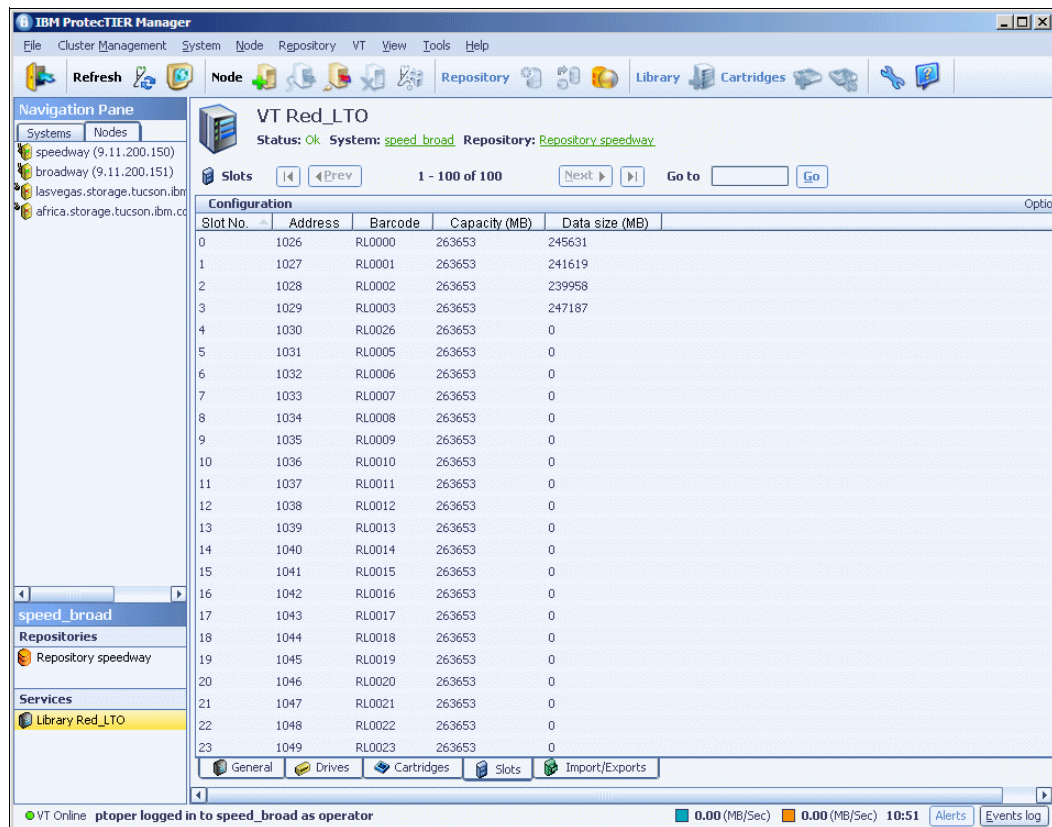 IBM ProtecTIER Manager
File Cluster Management System Node Repository VT View Tools Help
Refresh Node Repository Library Cartridges
Navigation Pane
Systems Nodes
speedway (9.11.200.150)
broadway (9.11.200.151)
lasvegas.storage.tucson.ibm
africa.storage.tucson.ibm.cc
VT Red_LTO
Status: Ok System: speed_broad Repository: Repository speedway
Slots Prev 1 - 100 of 100 Next Go to Go
Configuration Optio
Slot No. Address Barcode Capacity (MB) Data size (MB)
0 1026 RL0000 263653 245631
1 1027 RL0001 263653 241619
2 1028 RL0002 263653 239958
3 1029 RL0003 263653 247187
4 1030 RL0026 263653 0
5 1031 RL0005 263653 0
6 1032 RL0006 263653 0
7 1033 RL0007 263653 0
8 1034 RL0008 263653 0
9 1035 RL0009 263653 0
10 1036 RL0010 263653 0
11 1037 RL0011 263653 0
12 1038 RL0012 263653 0
13 1039 RL0013 263653 0
14 1040 RL0014 263653 0
15 1041 RL0015 263653 0
16 1042 RL0016 263653 0
17 1043 RL0017 263653 0
18 1044 RL0018 263653 0
19 1045 RL0019 263653 0
20 1046 RL0020 263653 0
21 1047 RL0021 263653 0
22 1048 RL0022 263653 0
23 1049 RL0023 263653 0
speed_broad
Repositories
Repository speedway
Services
Library Red_LTO
General Drives Cartridges Slots Import/Exports
VT Online ptoper logged in to speed_broad as operator 0.00 (MB/Sec) 0.00 (MB/Sec) 10:51 Alerts Events log